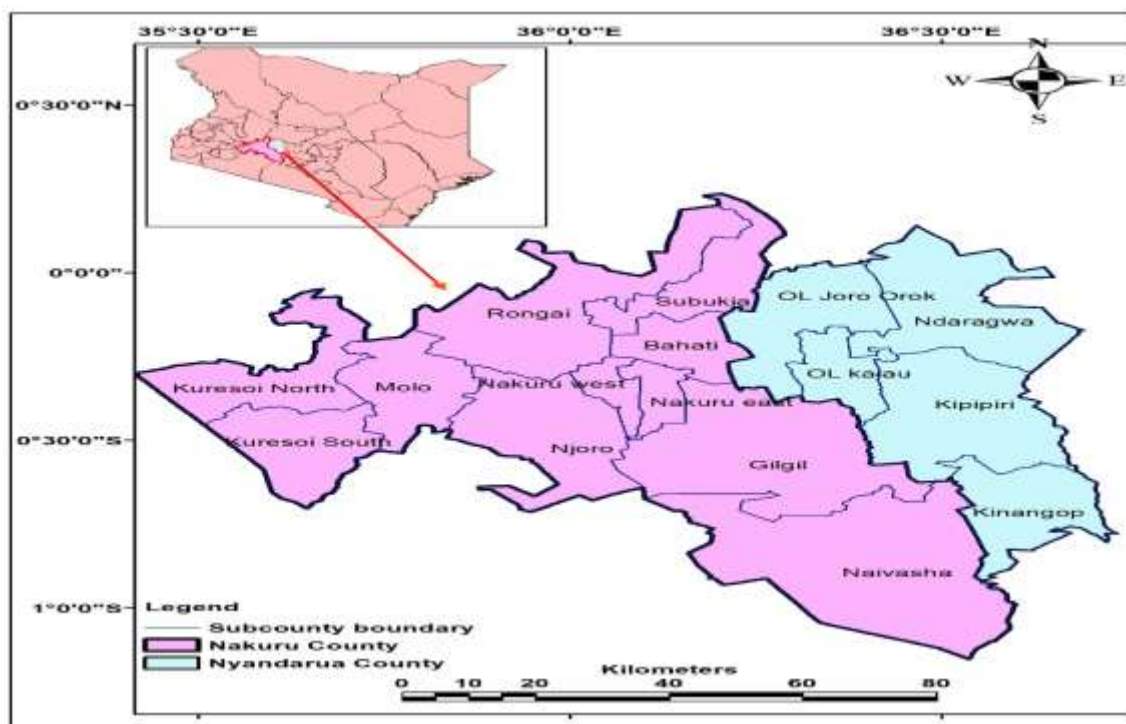 35°30'0"E 36°0'0"E 36°30'0"E
N
W E
S
0°30'0"N
0°0'0"
0°30'0"S
1°0'0"S
Subukia
OL Joro Orok
Rongai
Ndaragwa
Bahati
Kuresoi North
Molo
Nakuru west
OL kalau
Nakuru east
Kipipiri
Kuresoi South
Njoro
Gilgil
Kinangop
Naivasha
Legend
Subcounty boundary
Nakuru County
Nyandarua County
Kilometers
0 10 20 40 60 80